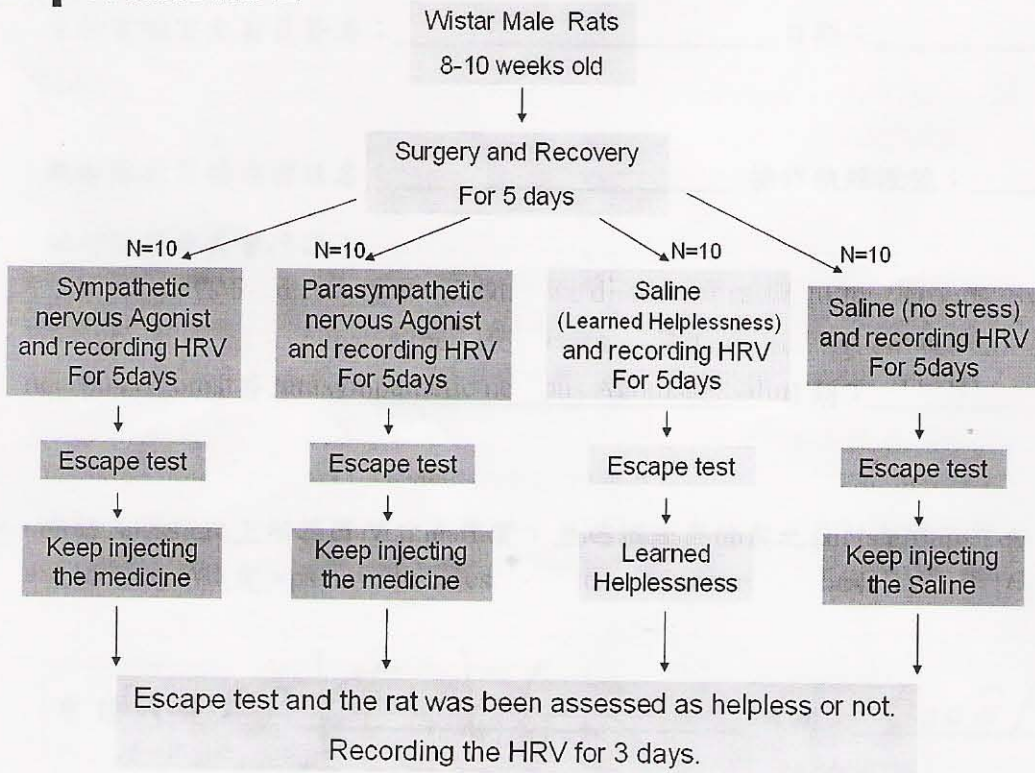 Wistar Male Rats
8-10 weeks old
Surgery and Recovery
For 5 days
N=10
N=10
N=10
N=10
Sympathetic
nervous Agonist
and recording HRV
For 5days
Parasympathetic
nervous Agonist
and recording HRV
For 5days
Saline
(Learned Helplessness)
and recording HRV
For 5days
Saline (no stress)
and recording HRV
For 5days
Escape test
Escape test
Escape test
Escape test
Keep injecting
the medicine
Keep injecting
the medicine
Learned
Helplessness
Keep injecting
the Saline
Escape test and the rat was been assessed as helpless or not.
Recording the HRV for 3 days.